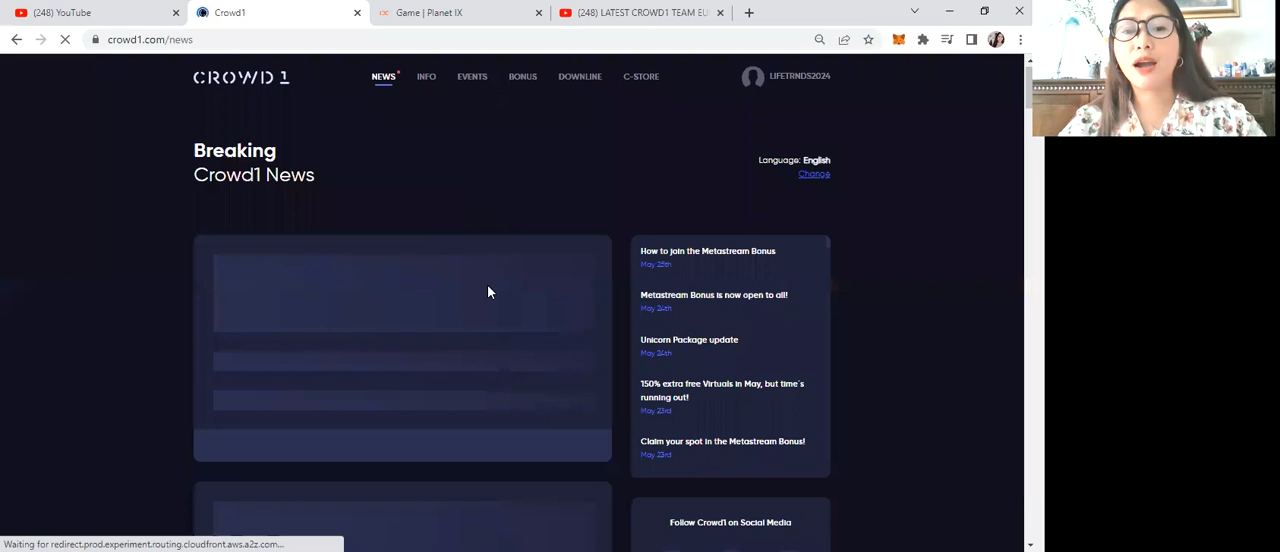 (248) YouTube
Crowd1
Game | Planet IX
(248) LATEST CROWD1 TEAM EU
crowd1.com/news
CROWD1
NEWS
INFO
EVENTS
BONUS
DOWNLINE
C-STORE
LIFETRNDS2024
Breaking
Crowd1 News
Language: English
Change
How to join the Metastream Bonus
May 25th
Metastream Bonus is now open to all!
May 24th
Unicorn Package update
May 24th
150% extra free Virtuals in May, but time's
running out!
May 23rd
Claim your spot in the Metastream Bonus!
May 23rd
Follow Crowd1 on Social Media
Waiting for redirect.prod.experiment.routing.cloudfront.aws.a2z.com...